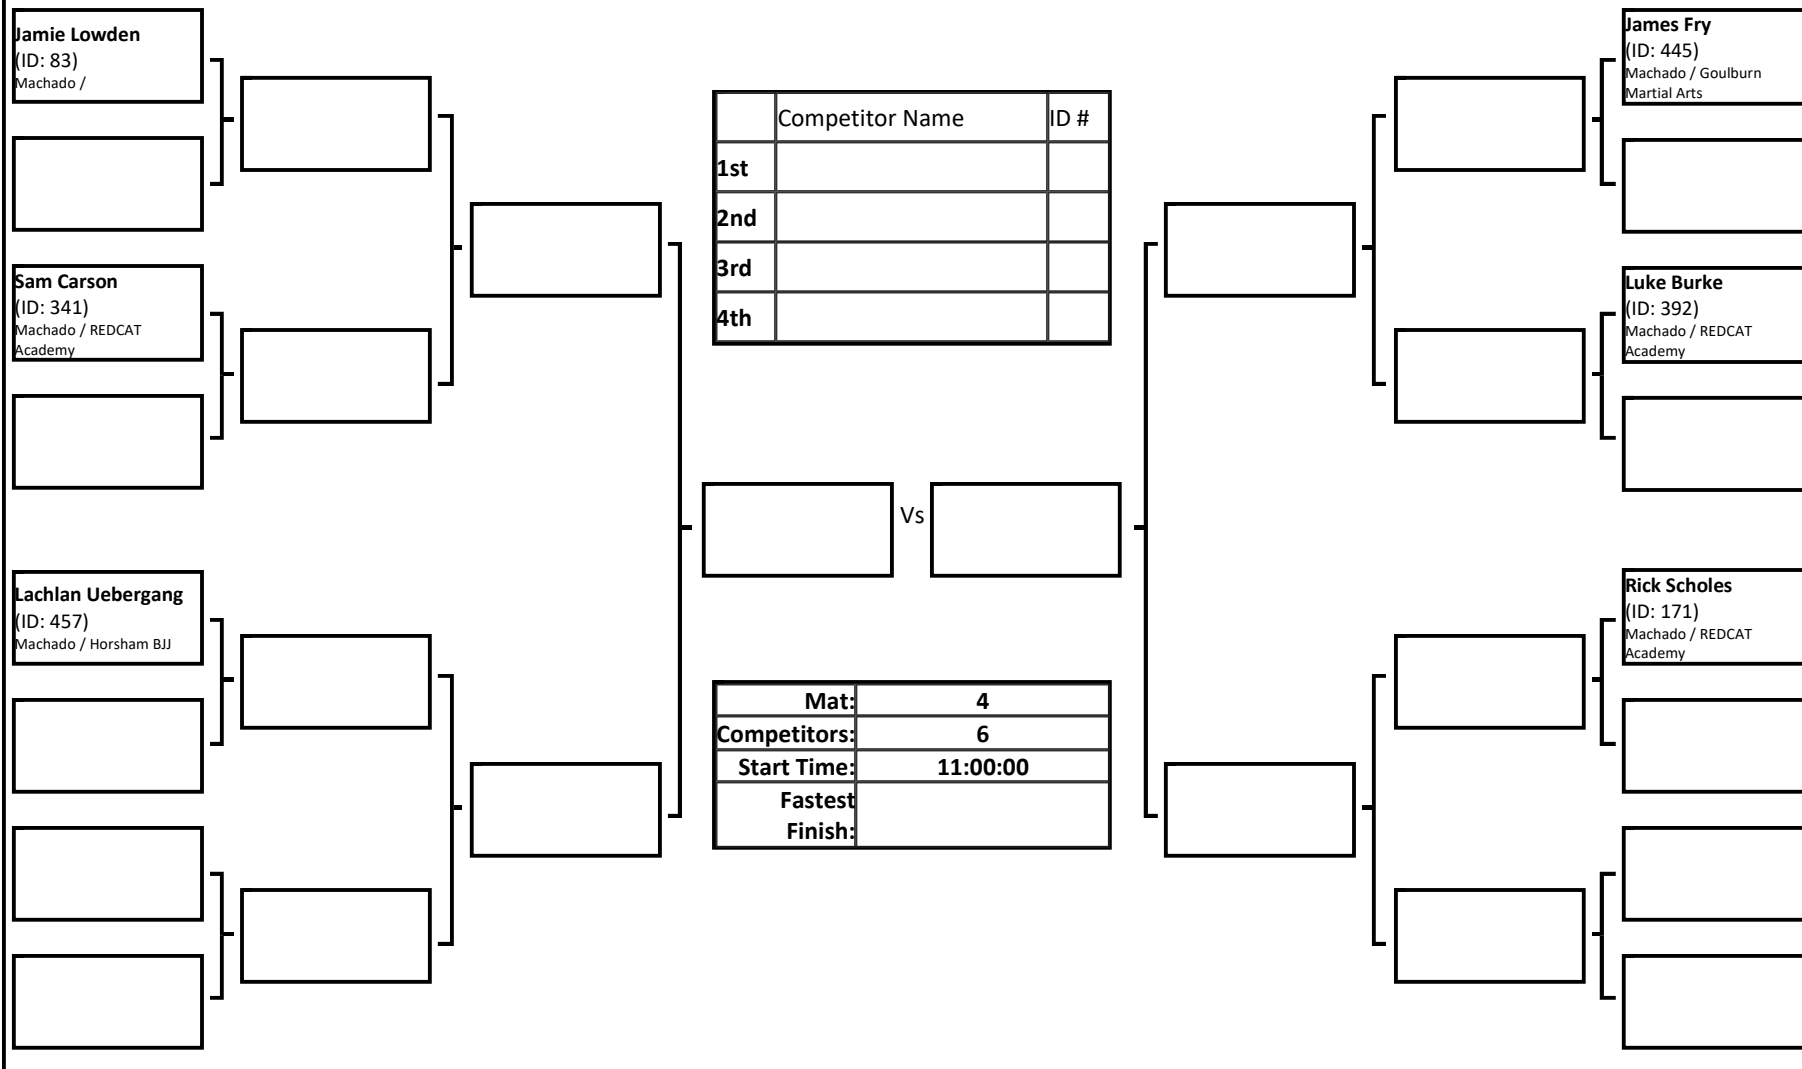 Jamie Lowden
(ID: 83)
Machado /
Sam Carson
(ID: 341)
Machado / REDCAT
Academy
Lachlan Uebergang
(ID: 457)
Machado / Horsham BJJ
Competitor Name ID #
1st
2nd
3rd
4th
Vs
Mat: 4
Competitors: 6
Start Time: 11:00:00
Fastest
Finish:
James Fry
(ID: 445)
Machado / Goulburn
Martial Arts
Luke Burke
(ID: 392)
Machado / REDCAT
Academy
Rick Scholes
(ID: 171)
Machado / REDCAT
Academy